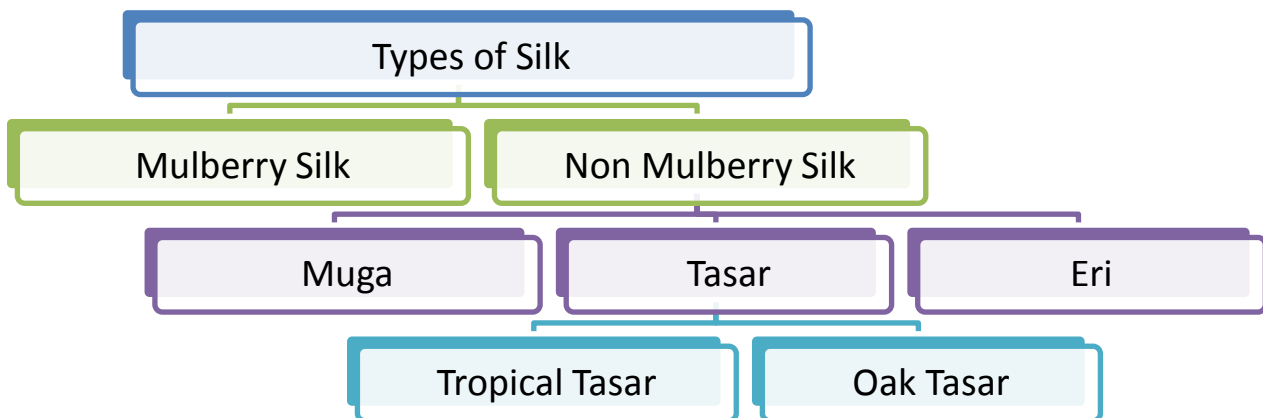 Types of Silk
Mulberry Silk
Non Mulberry Silk
Muga
Tasar
Eri
Tropical Tasar
Oak Tasar